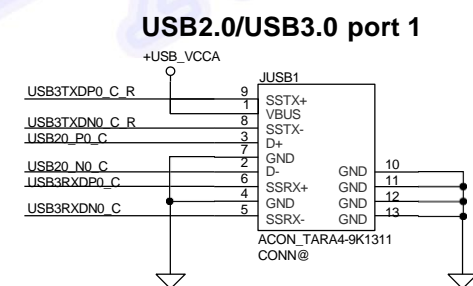 USB2.0/USB3.0 port 1
+USB_VCCA
JUSB1
USB3TXDP0_C_R 9 SSTX+
1 VBUS
USB3TXDN0_C_R 8 SSTX-
USB20_P0_C 3 D+
7 GND
USB20_N0_C 2 D- GND 10
USB3RXDP0_C 6 SSRX+ GND 11
4 GND GND 12
USB3RXDN0_C 5 SSRX- GND 13
ACON_TARA4-9K1311
CONN@